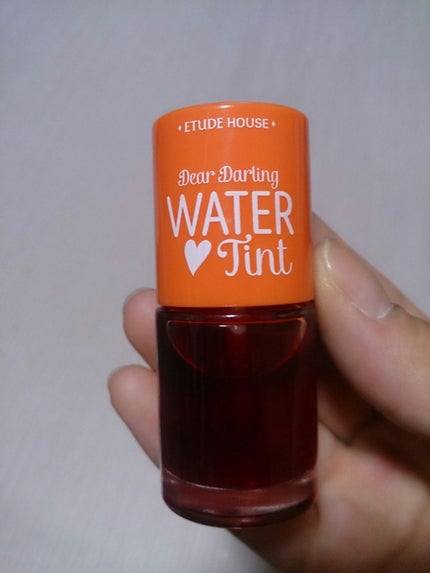 ETUDE HOUSE
Dear Darling
WATER
Tint